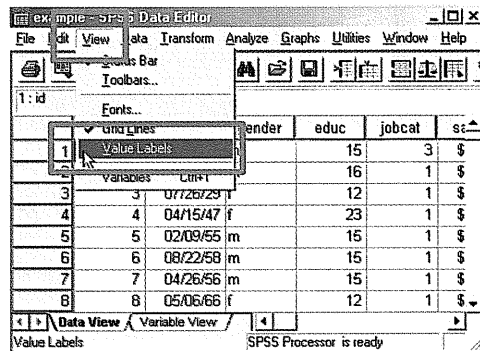 example - SPSS Data Editor
File Edit View Data Transform Analyze Graphs Utilities Window Help
Status Bar
Toolbars...
1 : id
Fonts...
Grid Lines
Value Labels
Variables Ctrl+T
ender educ jobcat sa
1 15 3 $
2 16 1 $
3 3 07/26/29 f 12 1 $
4 4 04/15/47 f 23 1 $
5 5 02/09/55 m 15 1 $
6 6 08/22/58 m 15 1 $
7 7 04/26/56 m 15 1 $
8 8 05/06/66 f 12 1 $
Data View Variable View
Value Labels SPSS Processor is ready